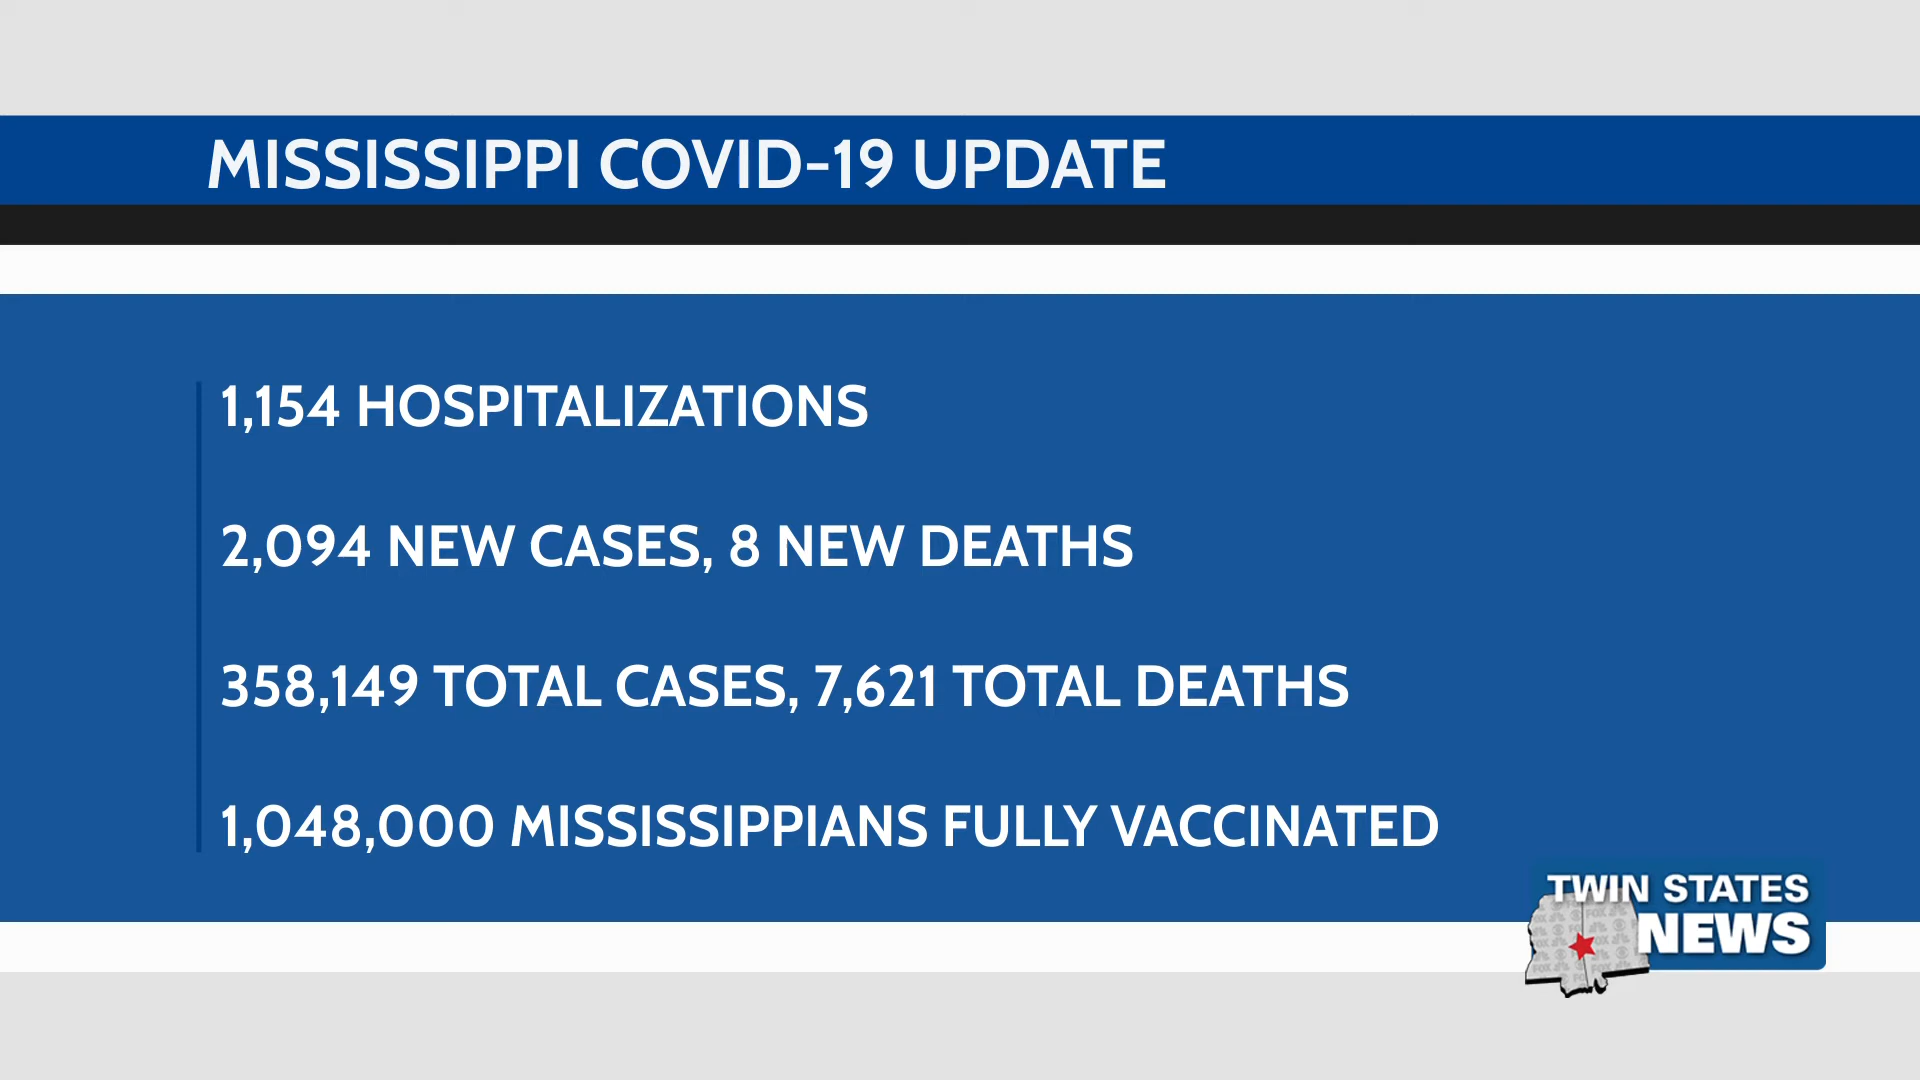 MISSISSIPPI COVID-19 UPDATE
1,154 HOSPITALIZATIONS
2,094 NEW CASES, 8 NEW DEATHS
358,149 TOTAL CASES, 7,621 TOTAL DEATHS
1,048,000 MISSISSIPPIANS FULLY VACCINATED
TWIN STATES
NEWS